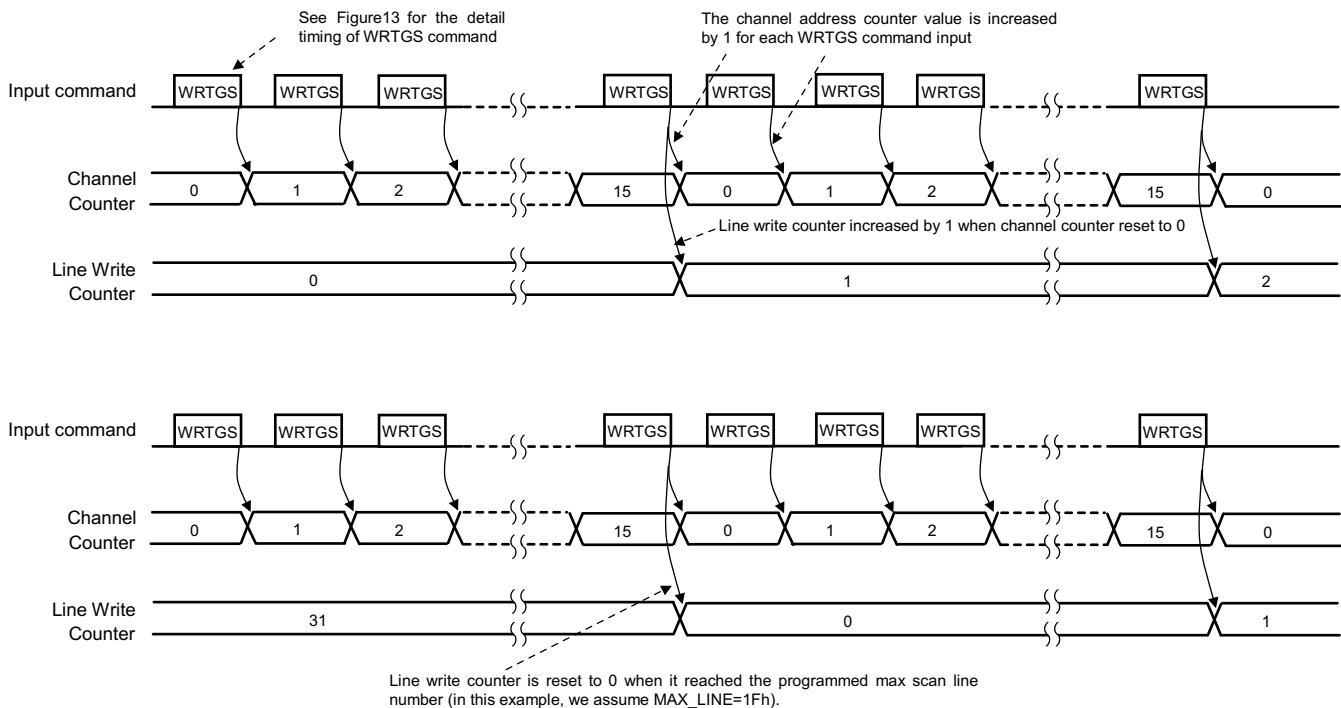 See Figure13 for the detail
timing of WRTGS command
The channel address counter value is increased
by 1 for each WRTGS command input
Input command
WRTGS WRTGS WRTGS WRTGS WRTGS WRTGS WRTGS WRTGS
Channel
Counter
0 1 2 15 0 1 2 15 0
Line write counter increased by 1 when channel counter reset to 0
Line Write
Counter
0 1 2
Input command
WRTGS WRTGS WRTGS WRTGS WRTGS WRTGS WRTGS WRTGS
Channel
Counter
0 1 2 15 0 1 2 15 0
Line Write
Counter
31 0 1
Line write counter is reset to 0 when it reached the programmed max scan line
number (in this example, we assume MAX_LINE=1Fh).